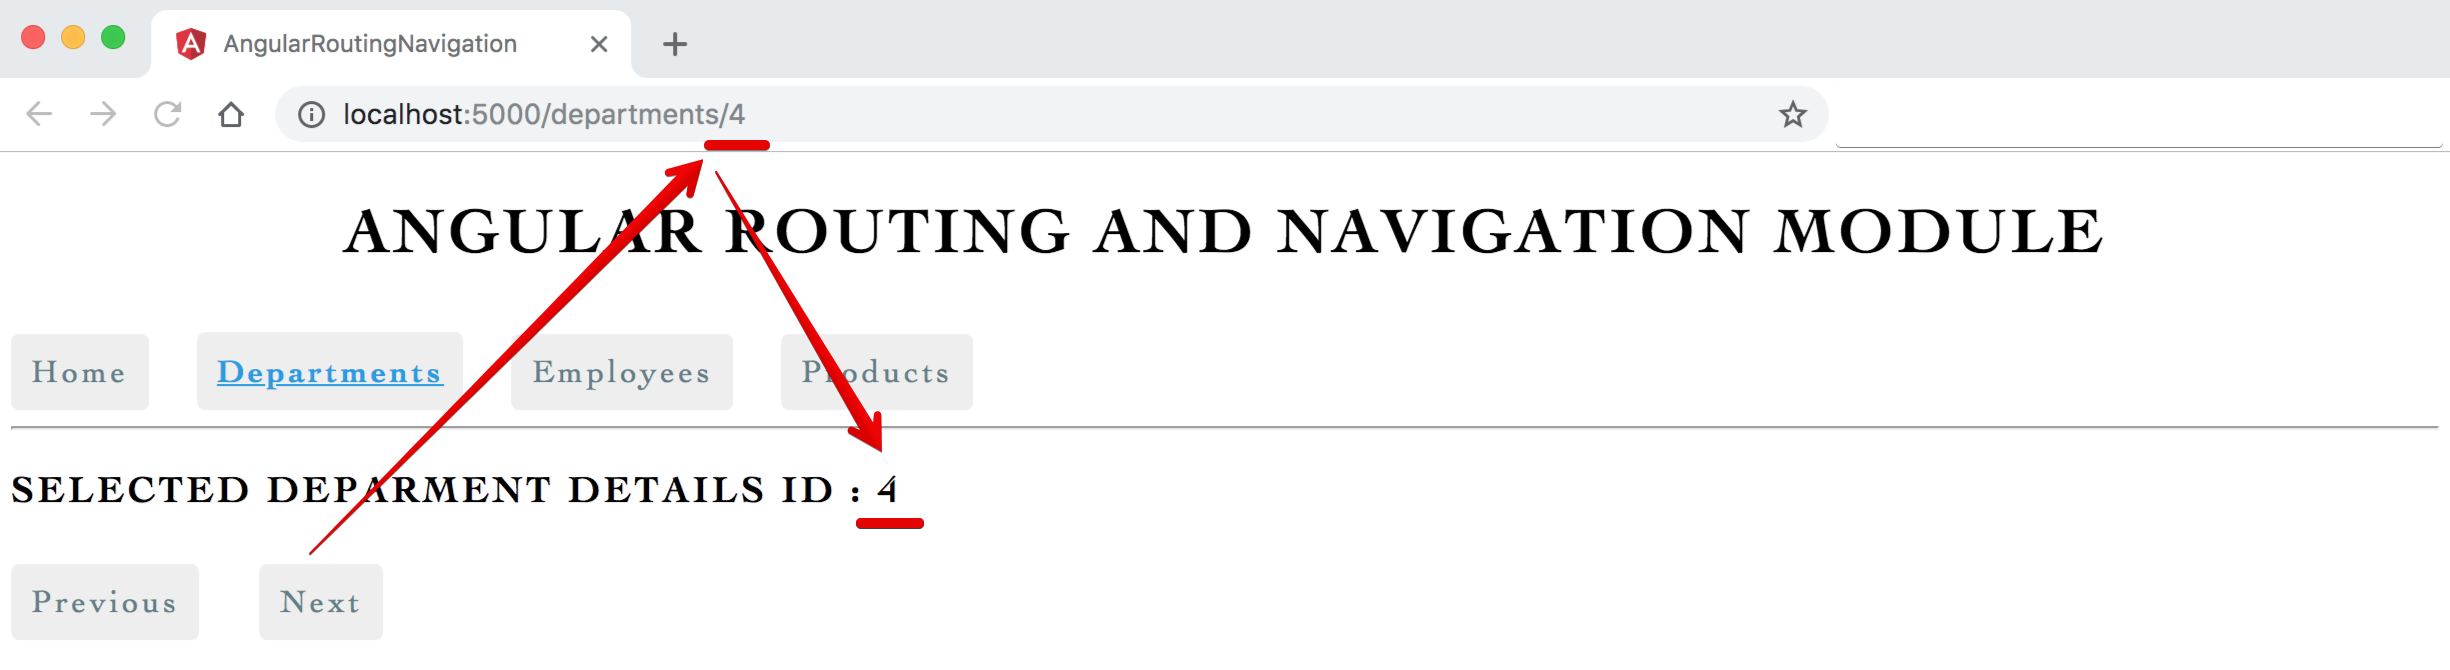 AngularRoutingNavigation
localhost:5000/departments/4
ANGULAR ROUTING AND NAVIGATION MODULE
Home Departments Employees Products
SELECTED DEPARMENT DETAILS ID : 4
Previous Next